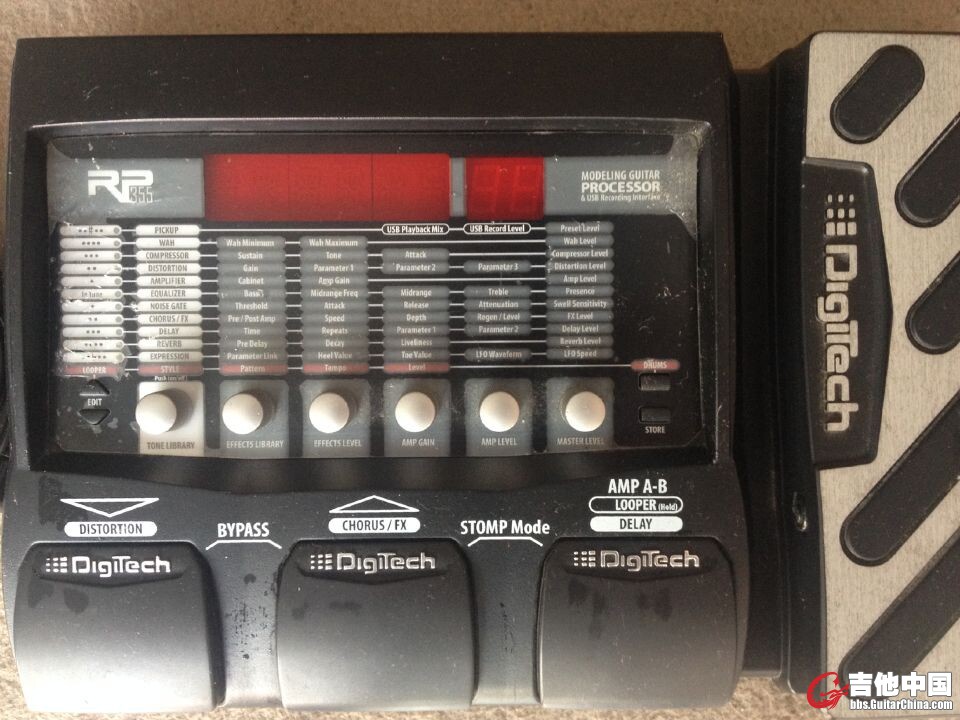 RP355
MODELING GUITAR
PROCESSOR
& USB Recording Interface
PICKUP USB Playback Mix USB Record Level Preset Level
WAH Wah Minimum Wah Maximum Wah Level
COMPRESSOR Sustain Tone Attack Compressor Level
DISTORTION Gain Parameter 1 Parameter 2 Parameter 3 Distortion Level
AMPLIFIER Cabinet Amp Gain Amp Level
In tune EQUALIZER Bass Midrange Freq Midrange Treble Presence
NOISE GATE Threshold Attack Release Attenuation Swell Sensitivity
CHORUS / FX Pre / Post Amp Speed Depth Regen / Level FX Level
DELAY Time Repeats Parameter 1 Parameter 2 Delay Level
REVERB Pre Delay Decay Liveliness Reverb Level
EXPRESSION Parameter Link Heel Value Toe Value LFO Waveform LFO Speed
LOOPER STYLE Pattern Tempo Level DRUMS
Push (on/off)
EDIT
STORE
TONE LIBRARY EFFECTS LIBRARY EFFECTS LEVEL AMP GAIN AMP LEVEL MASTER LEVEL
DigiTech
AMP A-B
LOOPER (Hold)
DISTORTION BYPASS CHORUS / FX STOMP Mode DELAY
DigiTech DigiTech DigiTech
吉他中国
bbs.GuitarChina.com